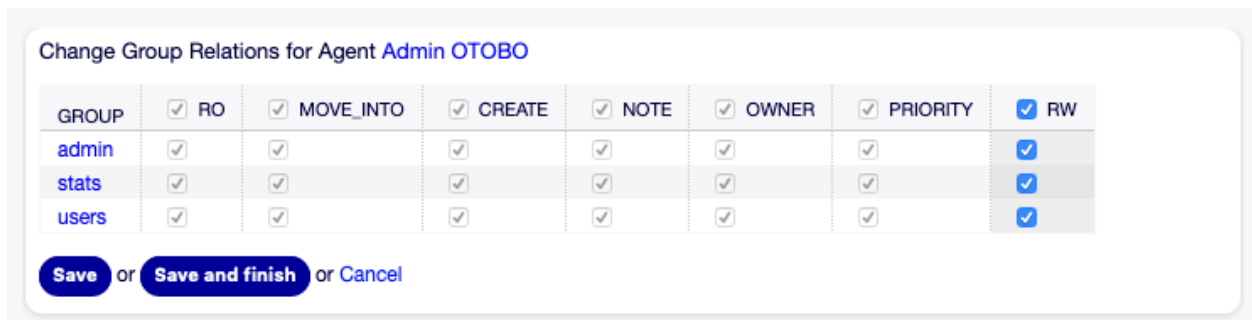 Change Group Relations for Agent Admin OTOBO
GROUP RO MOVE_INTO CREATE NOTE OWNER PRIORITY RW
admin
stats
users
Save or Save and finish or Cancel